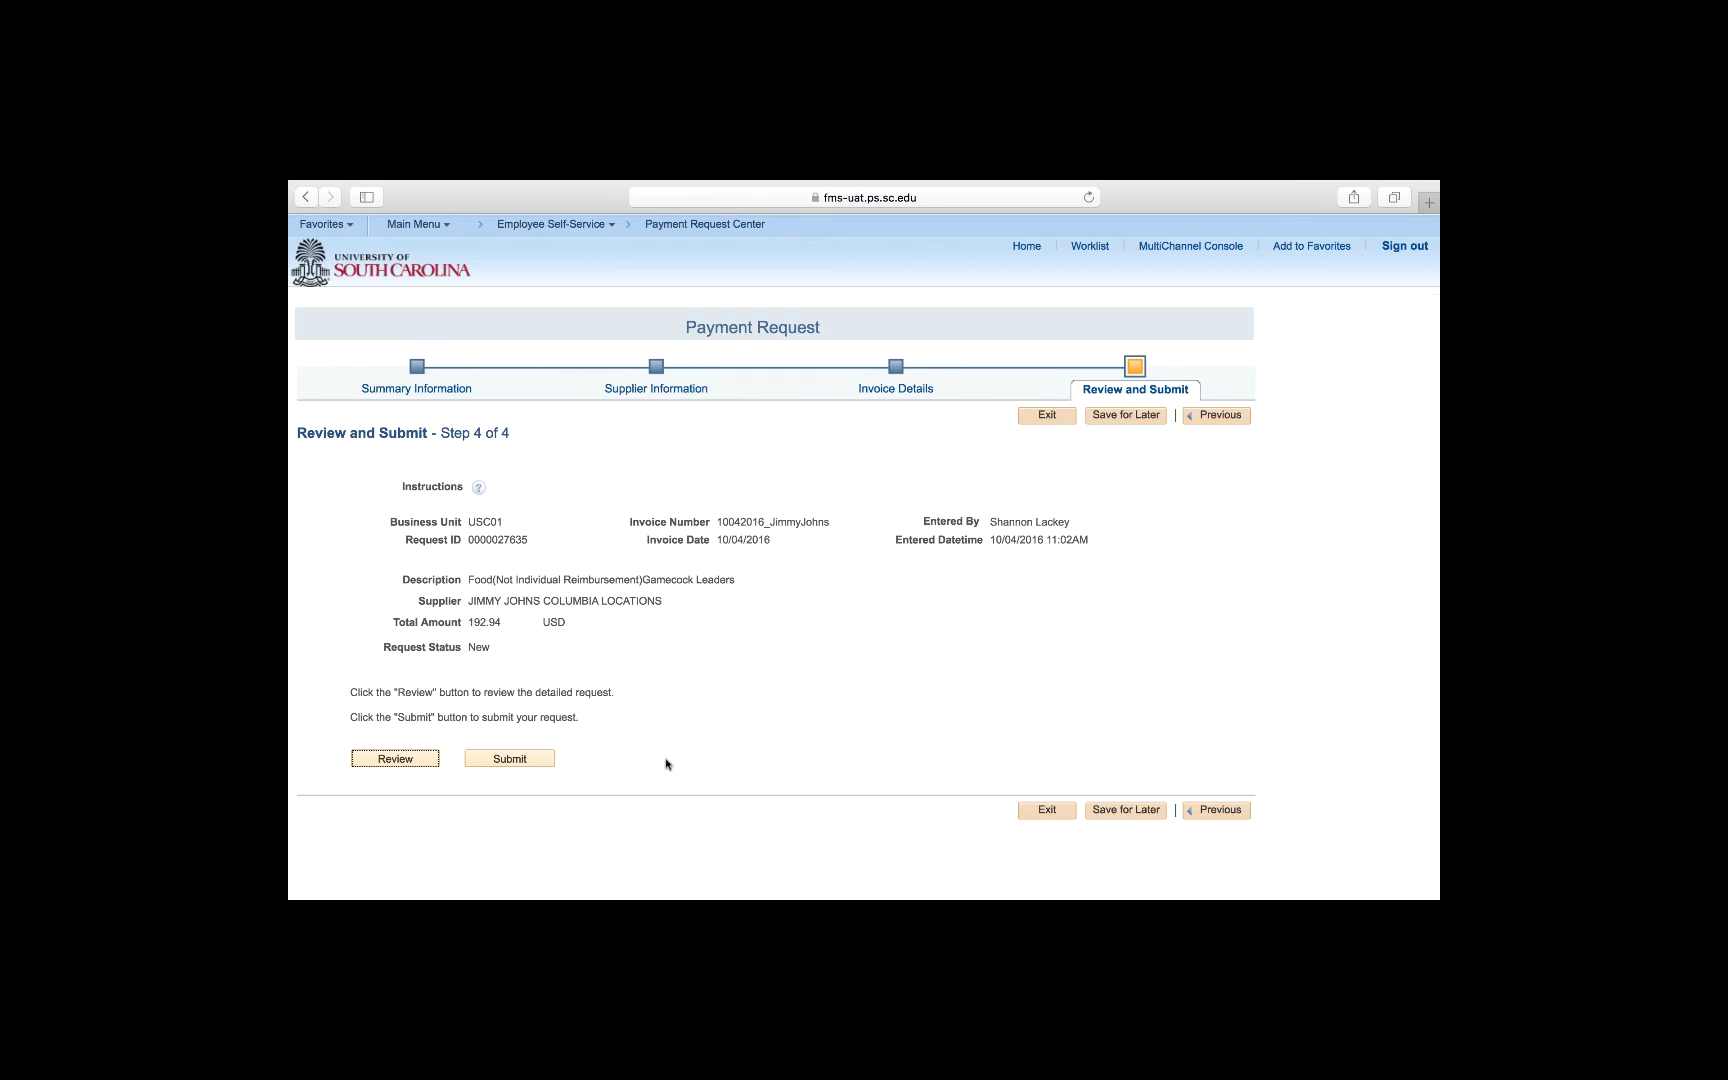 fms-uat.ps.sc.edu
Favorites Main Menu > Employee Self-Service > Payment Request Center
Home Worklist MultiChannel Console Add to Favorites Sign out
UNIVERSITY OF
SOUTH CAROLINA
Payment Request
Summary Information Supplier Information Invoice Details Review and Submit
Exit Save for Later | Previous
Review and Submit - Step 4 of 4
Instructions ?
Business Unit USC01 Invoice Number 10042016_JimmyJohns Entered By Shannon Lackey
Request ID 0000027635 Invoice Date 10/04/2016 Entered Datetime 10/04/2016 11:02AM
Description Food(Not Individual Reimbursement)Gamecock Leaders
Supplier JIMMY JOHNS COLUMBIA LOCATIONS
Total Amount 192.94 USD
Request Status New
Click the "Review" button to review the detailed request.
Click the "Submit" button to submit your request.
Review Submit
Exit Save for Later | Previous